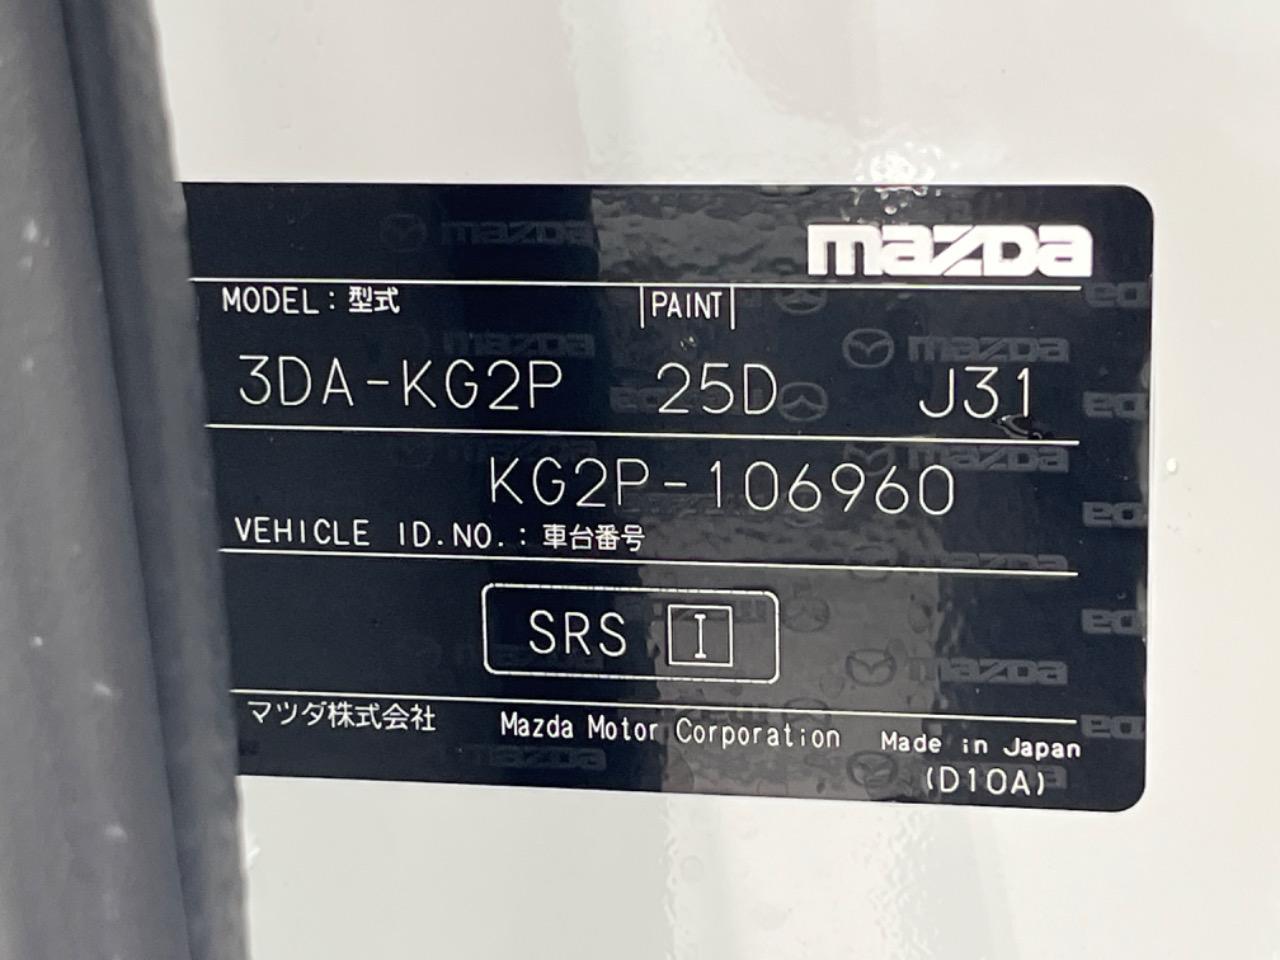 mazda
MODEL:型式 PAINT
3DA-KG2P 25D J31
KG2P-106960
VEHICLE ID.NO.:車台番号
SRS I
マツダ株式会社 Mazda Motor Corporation Made in Japan
(D10A)